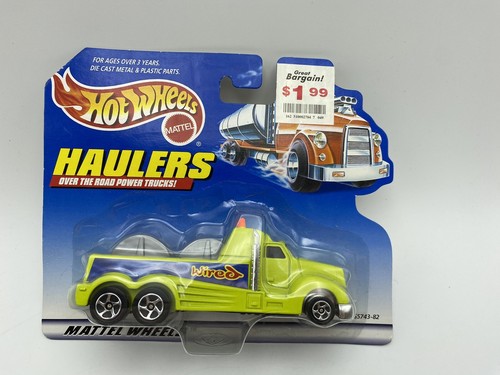 FOR AGES OVER 3 YEARS.
DIE CAST METAL & PLASTIC PARTS.
Great
Bargain!
$1 99
Hot Wheels
MATTEL
HAULERS
OVER THE ROAD POWER TRUCKS!
Wired
MATTEL WHEEL
65743-82